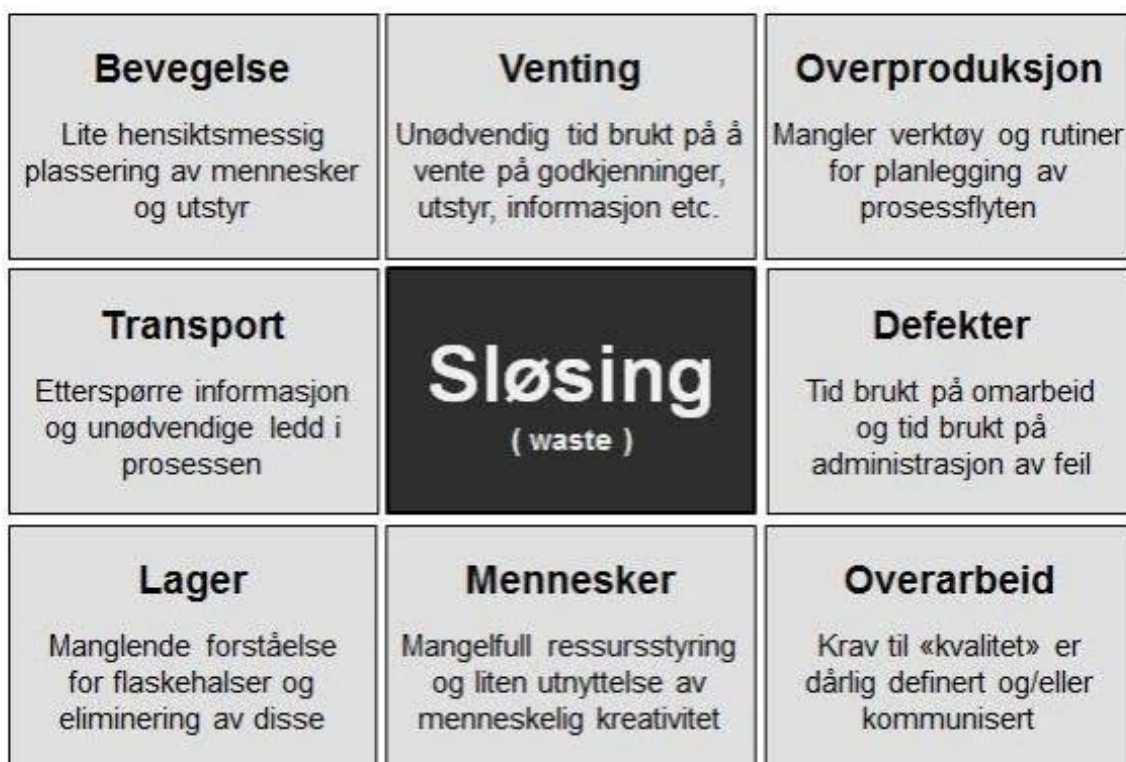 Bevegelse
Lite hensiktsmessig
plassering av mennesker
og utstyr
Venting
Unødvendig tid brukt på å
vente på godkjenninger,
utstyr, informasjon etc.
Overproduksjon
Mangler verktøy og rutiner
for planlegging av
prosessflyten
Transport
Etterspørre informasjon
og unødvendige ledd i
prosessen
Sløsing
( waste )
Defekter
Tid brukt på omarbeid
og tid brukt på
administrasjon av feil
Lager
Manglende forståelse
for flaskehalser og
eliminering av disse
Mennesker
Mangelfull ressursstyring
og liten utnyttelse av
menneskelig kreativitet
Overarbeid
Krav til «kvalitet» er
dårlig definert og/eller
kommunisert